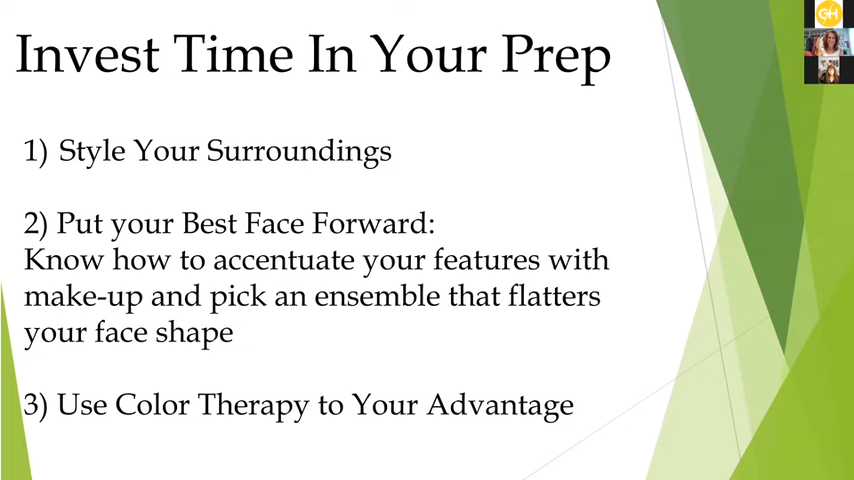 Invest Time In Your Prep
GH
1) Style Your Surroundings
2) Put your Best Face Forward:
Know how to accentuate your features with
make-up and pick an ensemble that flatters
your face shape
3) Use Color Therapy to Your Advantage